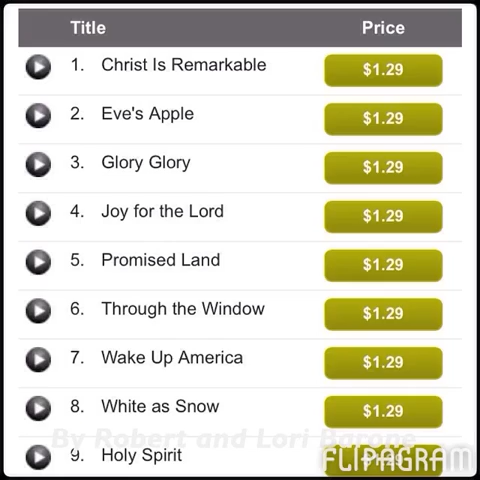 Title Price
1. Christ Is Remarkable $1.29
2. Eve's Apple $1.29
3. Glory Glory $1.29
4. Joy for the Lord $1.29
5. Promised Land $1.29
6. Through the Window $1.29
7. Wake Up America $1.29
8. White as Snow $1.29
By Robert and Lori Barone
9. Holy Spirit $1.29
FLIPAGRAM